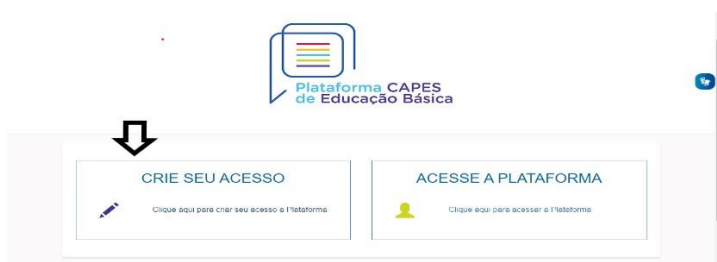 Plataforma CAPES
de Educação Básica
CRIE SEU ACESSO
Clique aqui para criar seu acesso a Plataforma
ACESSE A PLATAFORMA
Clique aqui para acessar a Plataforma